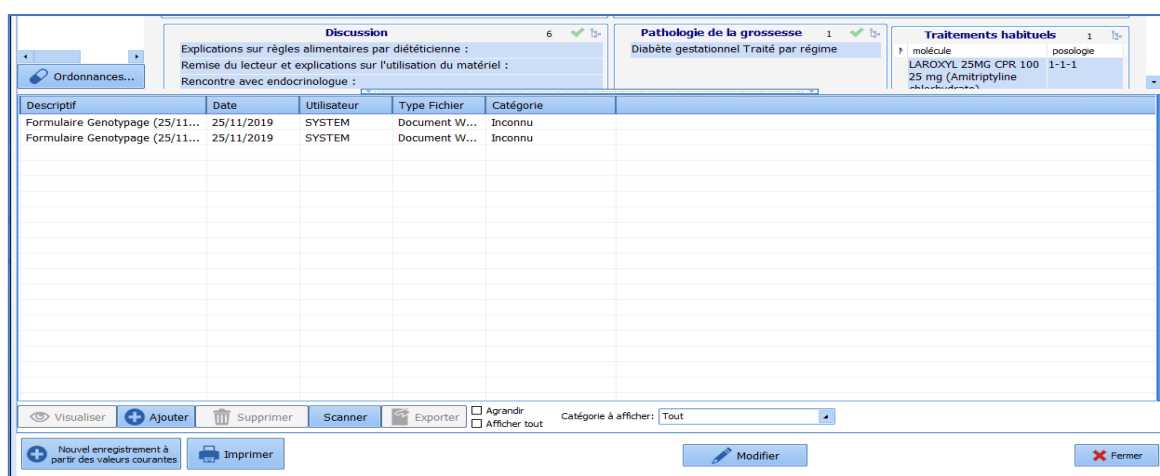 Discussion 6
Explications sur règles alimentaires par diététicienne :
Remise du lecteur et explications sur l'utilisation du matériel :
Rencontre avec endocrinologue :
Pathologie de la grossesse 1
Diabète gestationnel Traité par régime
Traitements habituels 1
molécule posologie
LAROXYL 25MG CPR 100 1-1-1
25 mg (Amitriptyline
chlorhydrate)
Ordonnances...
Descriptif Date Utilisateur Type Fichier Catégorie
Formulaire Genotypage (25/11... 25/11/2019 SYSTEM Document W... Inconnu
Formulaire Genotypage (25/11... 25/11/2019 SYSTEM Document W... Inconnu
Visualiser Ajouter Supprimer Scanner Exporter
Agrandir
Afficher tout
Catégorie à afficher: Tout
Nouvel enregistrement à
partir des valeurs courantes
Imprimer
Modifier
Fermer